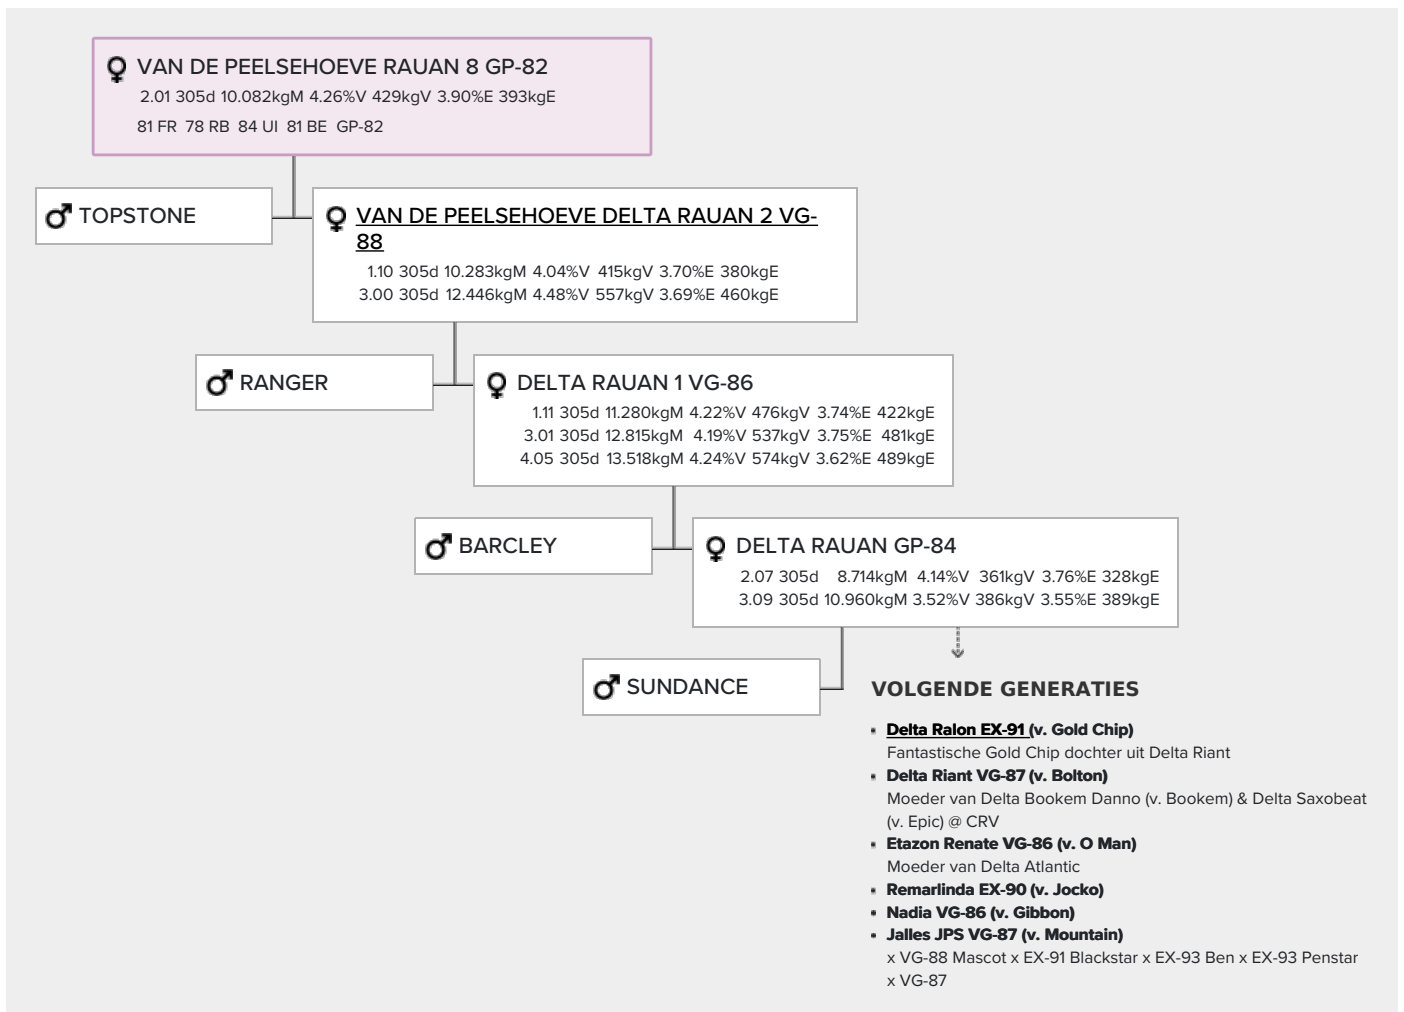 VAN DE PEELSEHOEVE RAUAN 8 GP-82
2.01 305d 10.082kgM 4.26%V 429kgV 3.90%E 393kgE
81 FR 78 RB 84 UI 81 BE GP-82
TOPSTONE
VAN DE PEELSEHOEVE DELTA RAUAN 2 VG-
88
1.10 305d 10.283kgM 4.04%V 415kgV 3.70%E 380kgE
3.00 305d 12.446kgM 4.48%V 557kgV 3.69%E 460kgE
RANGER
DELTA RAUAN 1 VG-86
1.11 305d 11.280kgM 4.22%V 476kgV 3.74%E 422kgE
3.01 305d 12.815kgM 4.19%V 537kgV 3.75%E 481kgE
4.05 305d 13.518kgM 4.24%V 574kgV 3.62%E 489kgE
BARCLEY
DELTA RAUAN GP-84
2.07 305d 8.714kgM 4.14%V 361kgV 3.76%E 328kgE
3.09 305d 10.960kgM 3.52%V 386kgV 3.55%E 389kgE
SUNDANCE
VOLGENDE GENERATIES
Delta Ralon EX-91 (v. Gold Chip)
Fantastische Gold Chip dochter uit Delta Riant
Delta Riant VG-87 (v. Bolton)
Moeder van Delta Bookem Danno (v. Bookem) & Delta Saxobeat
(v. Epic) @ CRV
Etazon Renate VG-86 (v. O Man)
Moeder van Delta Atlantic
Remarlinda EX-90 (v. Jocko)
Nadia VG-86 (v. Gibbon)
Jalles JPS VG-87 (v. Mountain)
x VG-88 Mascot x EX-91 Blackstar x EX-93 Ben x EX-93 Penstar
x VG-87